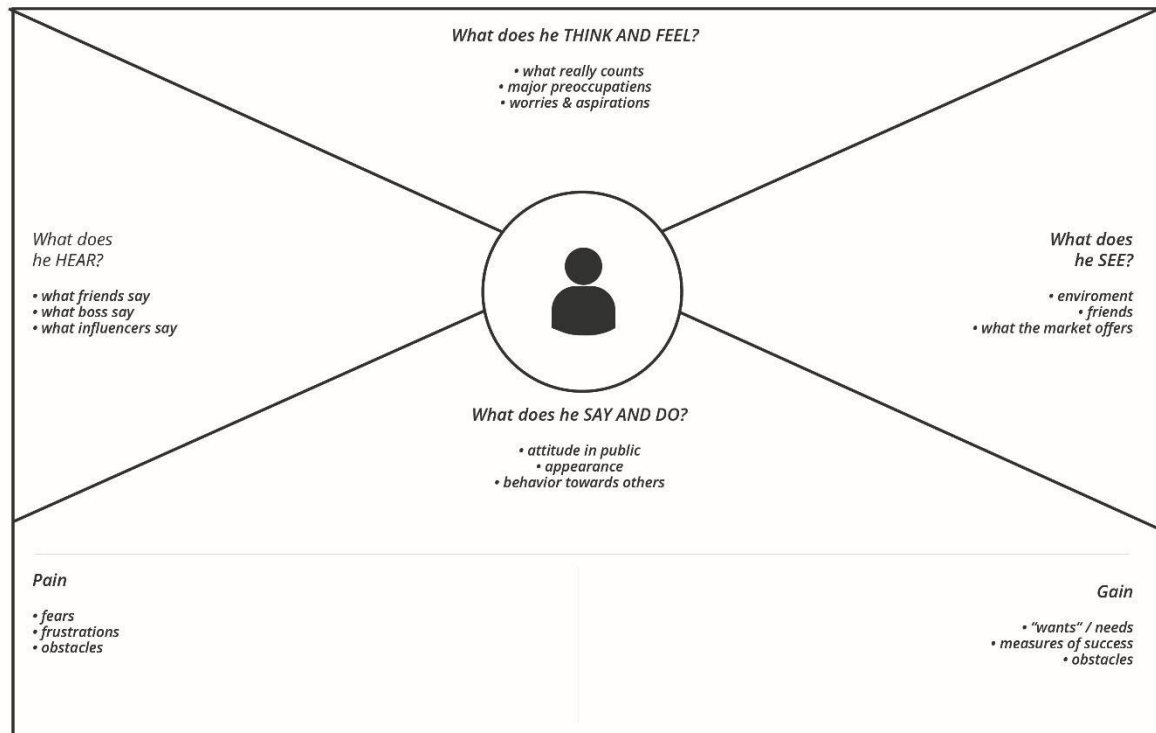 What does he THINK AND FEEL?
• what really counts
• major preoccupatiens
• worries & aspirations
What does
he HEAR?
• what friends say
• what boss say
• what influencers say
What does
he SEE?
• enviroment
• friends
• what the market offers
What does he SAY AND DO?
• attitude in public
• appearance
• behavior towards others
Pain
• fears
• frustrations
• obstacles
Gain
• “wants” / needs
• measures of success
• obstacles